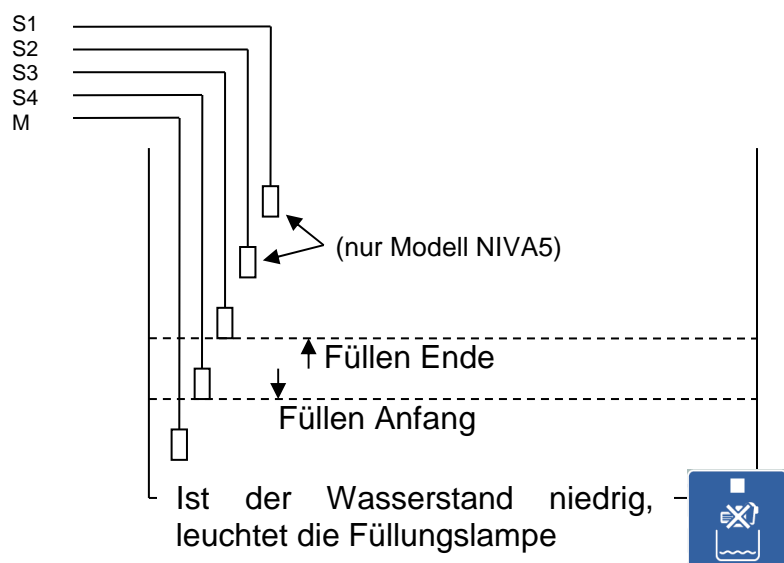 S1
S2
S3
S4
M
(nur Modell NIVA5)
Füllen Ende
Füllen Anfang
Ist der Wasserstand niedrig,
leuchtet die Füllungslampe